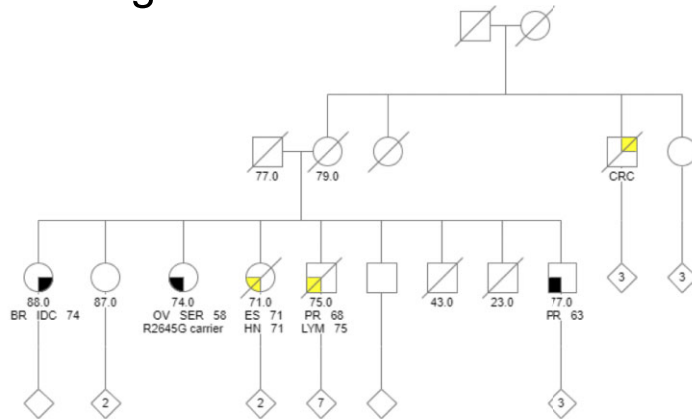 77.0 79.0 CRC
88.0 87.0 74.0 71.0 75.0 43.0 23.0 77.0
BR IDC 74 OV SER 58 ES 71 PR 68 PR 63
R2645G carrier HN 71 LYM 75
3 3
2 2 7 3